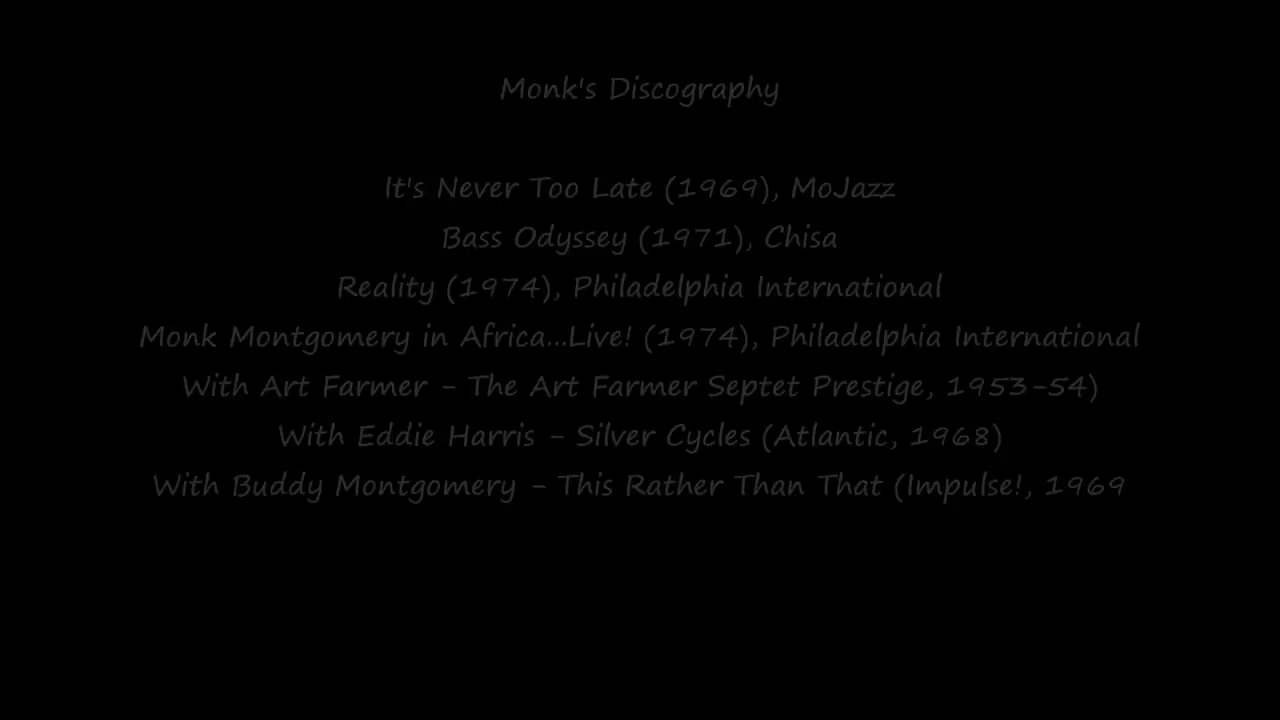 Monk's Discography
It's Never Too Late (1969), MoJazz
Bass Odyssey (1971), Chisa
Reality (1974), Philadelphia International
Monk Montgomery in Africa...Live! (1974), Philadelphia International
With Art Farmer - The Art Farmer Septet Prestige, 1953-54)
With Eddie Harris - Silver Cycles (Atlantic, 1968)
With Buddy Montgomery - This Rather Than That (Impulse!, 1969